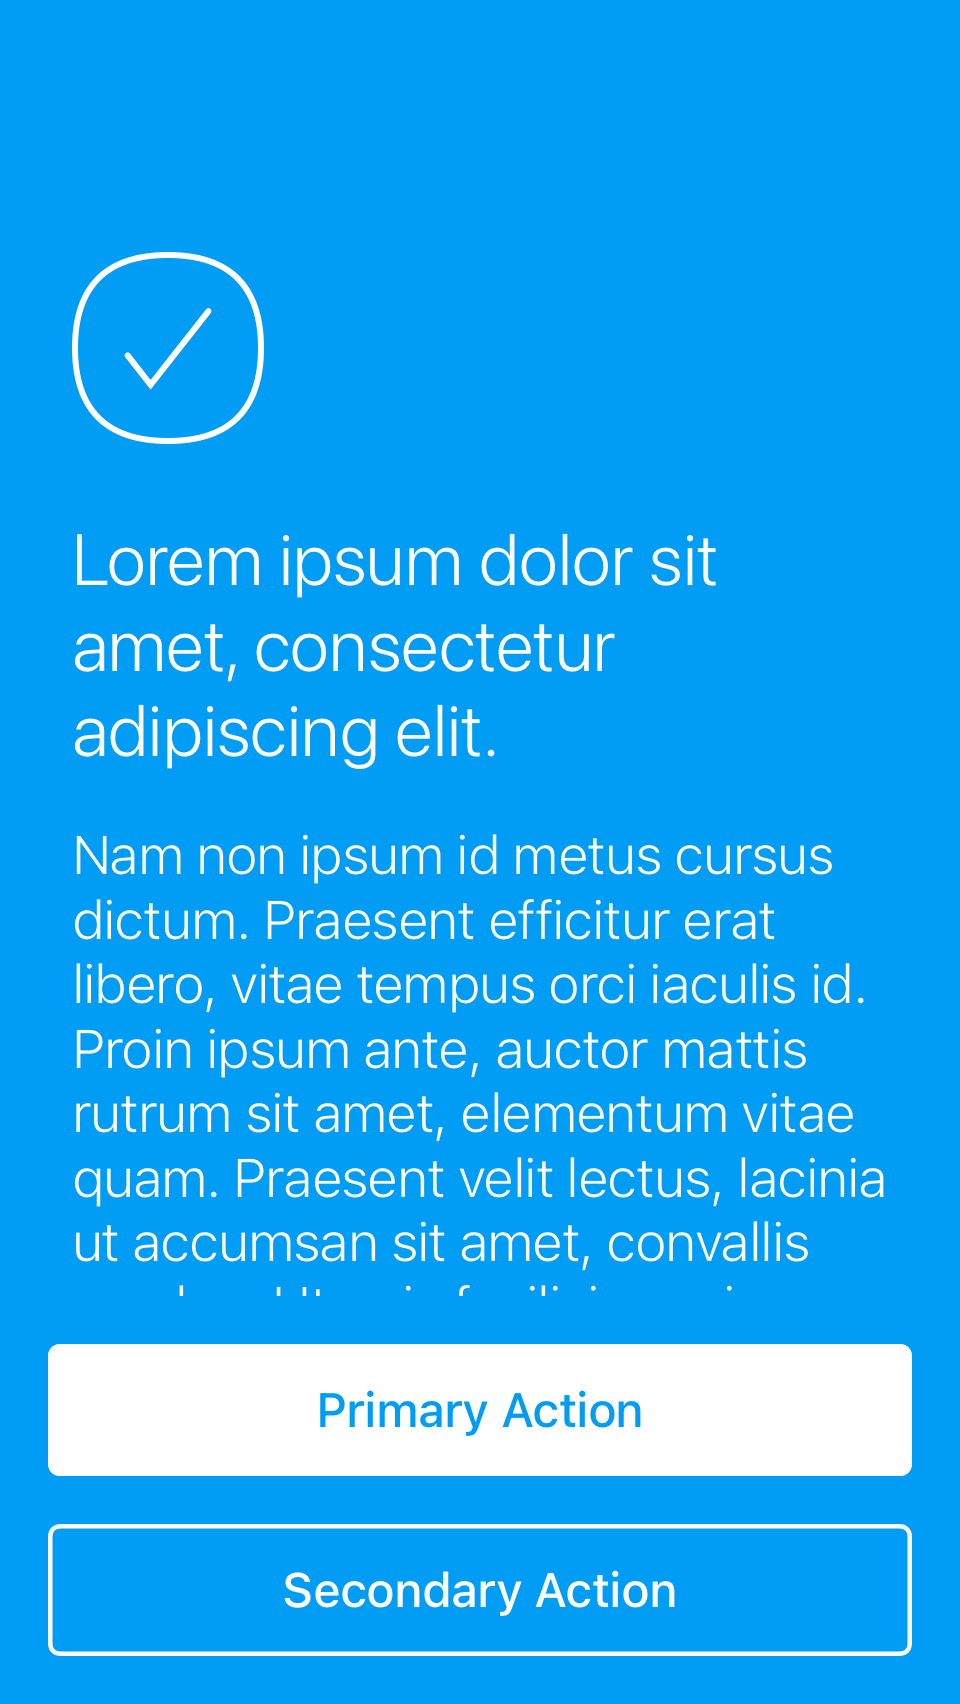 Lorem ipsum dolor sit
amet, consectetur
adipiscing elit.
Nam non ipsum id metus cursus
dictum. Praesent efficitur erat
libero, vitae tempus orci iaculis id.
Proin ipsum ante, auctor mattis
rutrum sit amet, elementum vitae
quam. Praesent velit lectus, lacinia
ut accumsan sit amet, convallis
Primary Action
Secondary Action